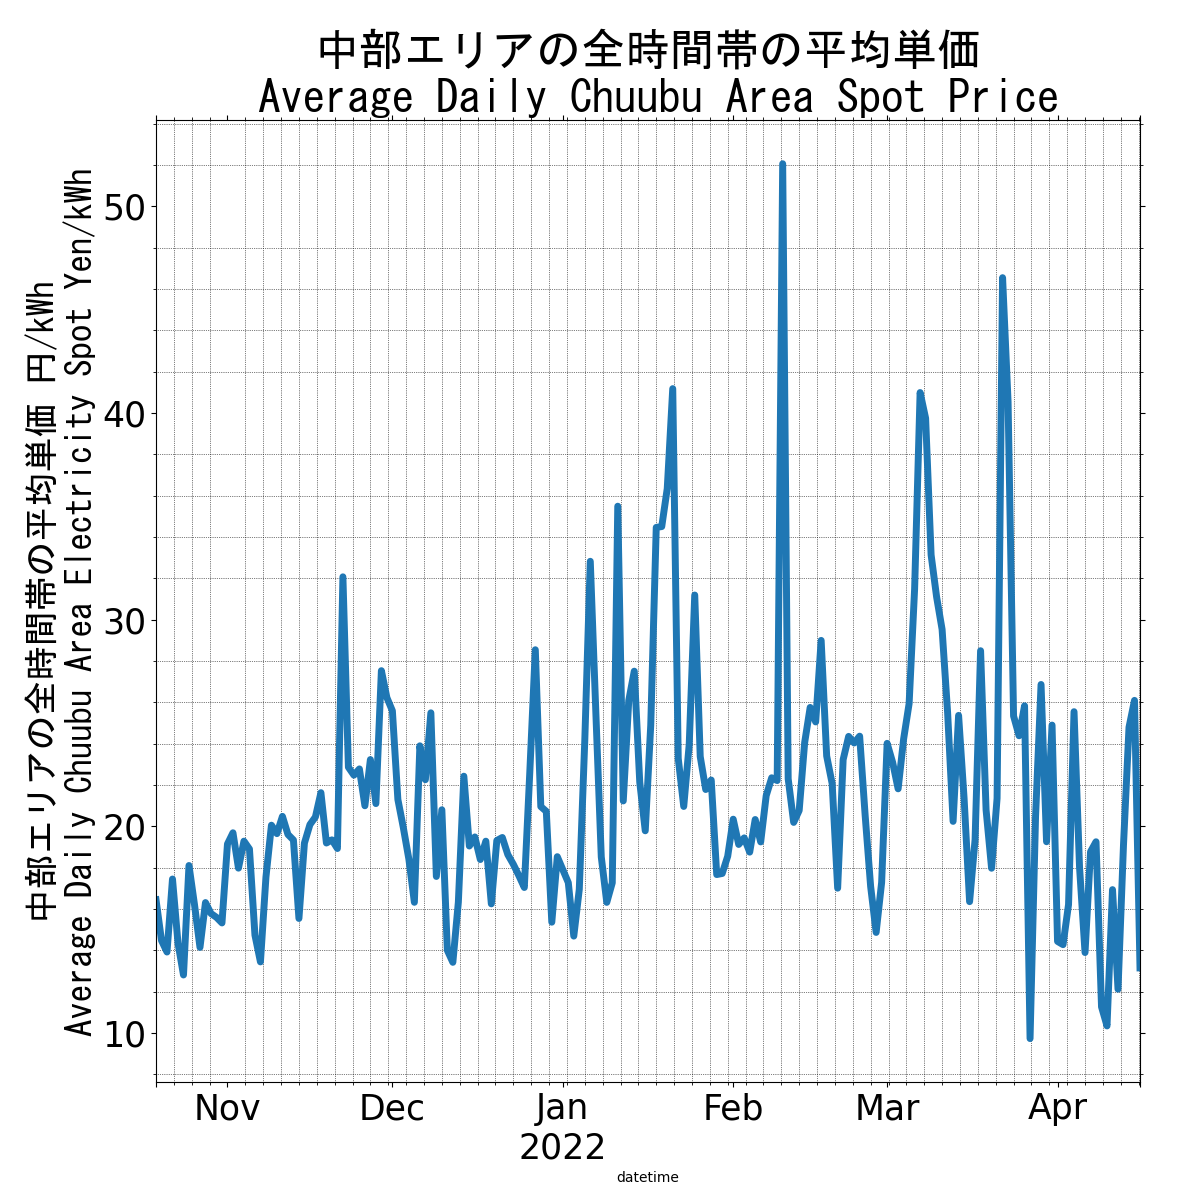 中部エリアの全時間帯の平均単価
Average Daily Chuubu Area Spot Price
中部エリアの全時間帯の平均単価 円/kWh
Average Daily Chuubu Area Electricity Spot Yen/kWh
50
40
30
20
10
Nov Dec Jan Feb Mar Apr
2022
datetime